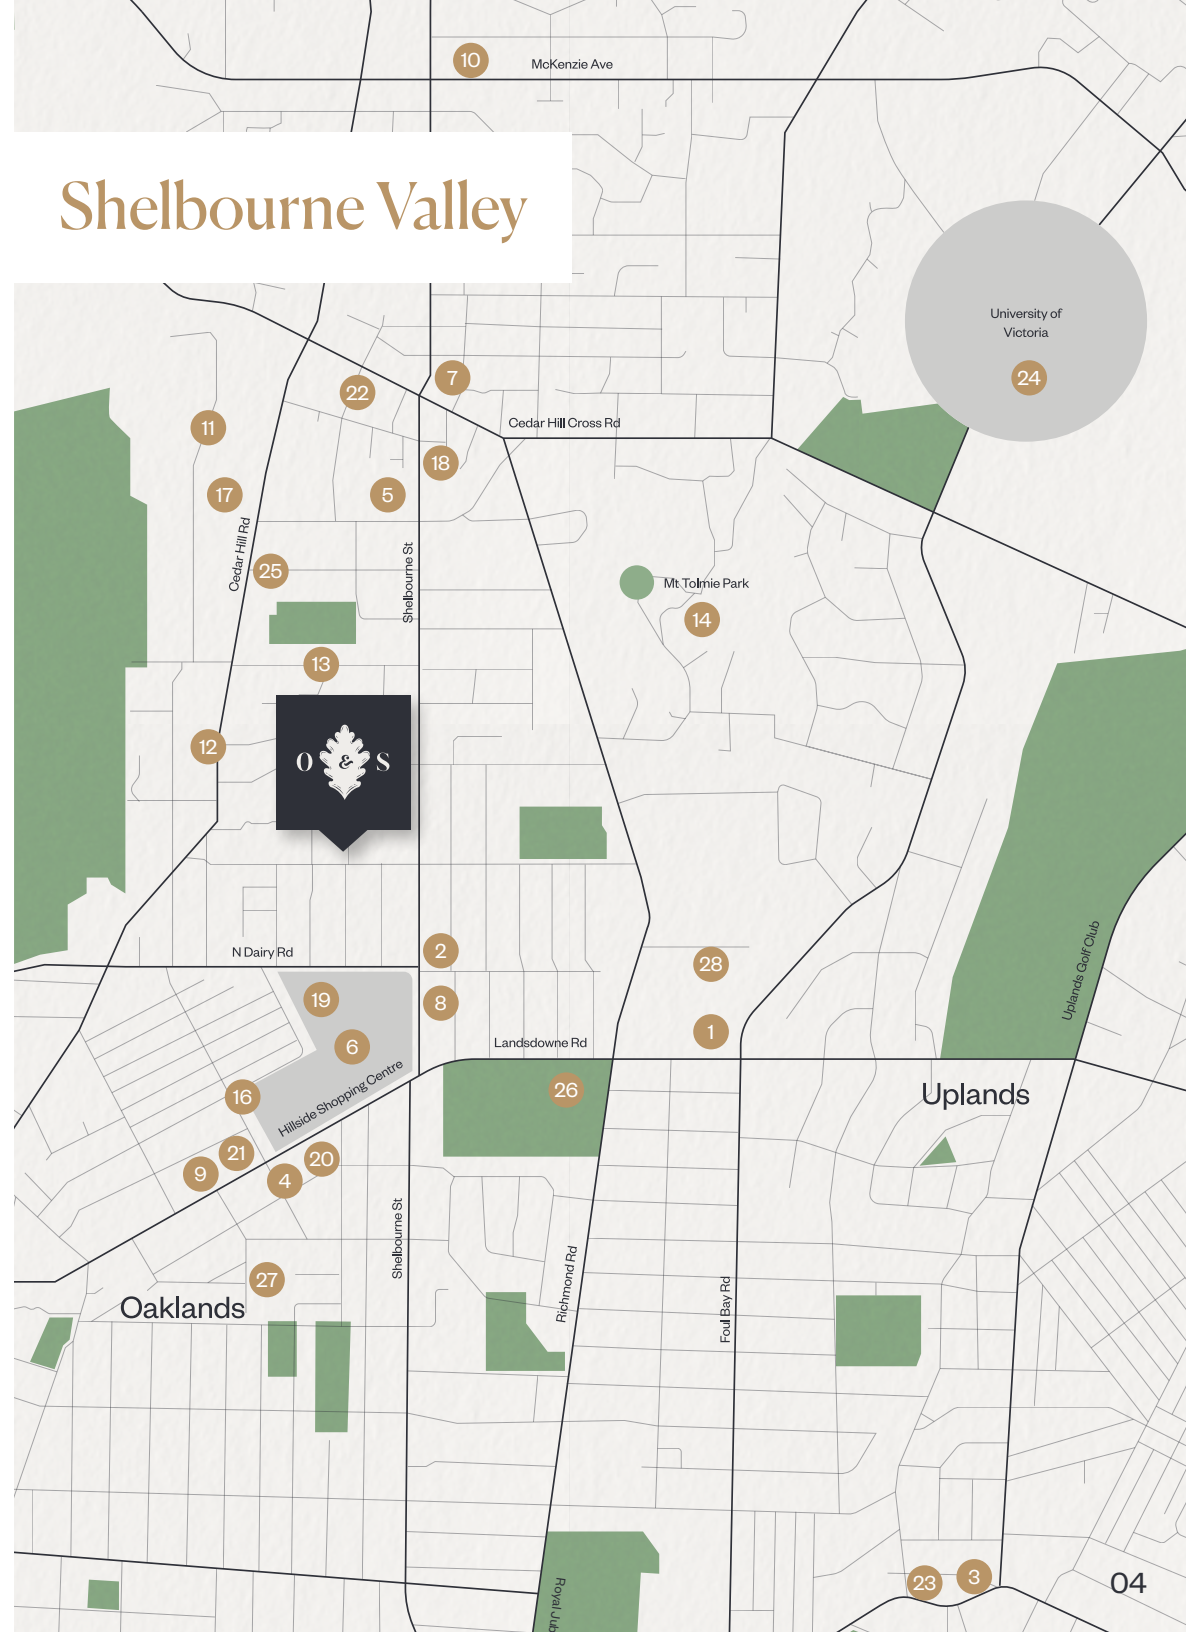 10
McKenzie Ave
Shelbourne Valley
University of
Victoria
24
7
22
11
Cedar Hill Cross Rd
18
17
5
Cedar Hill Rd
Shelbourne St
25
Mt Tolmie Park
14
13
12
O & S
N Dairy Rd
2
28
Uplands Golf Club
19
8
1
Landsdowne Rd
6
26
Hillside Shopping Centre
16
Uplands
21
20
9
4
Shelbourne St
Richmond Rd
27
Foul Bay Rd
Oaklands
23
3
04
Royal Jub